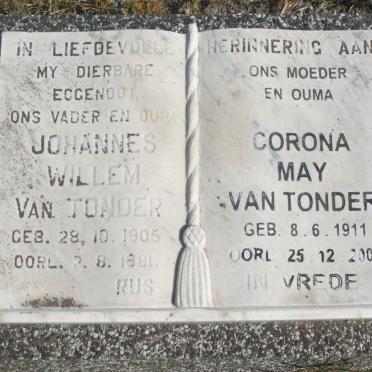 IN LIEFDEVOLLE HERINNERING AAN
MY DIERBARE
EGGENOOT,
ONS VADER EN OUPA
JOHANNES
WILLEM
VAN TONDER
GEB. 29. 10. 1905
OORL. 2. 8. 1981.
RUS
ONS MOEDER
EN OUMA
CORONA
MAY
VAN TONDER
GEB. 8. 6. 1911
OORL 25. 12
IN VREDE